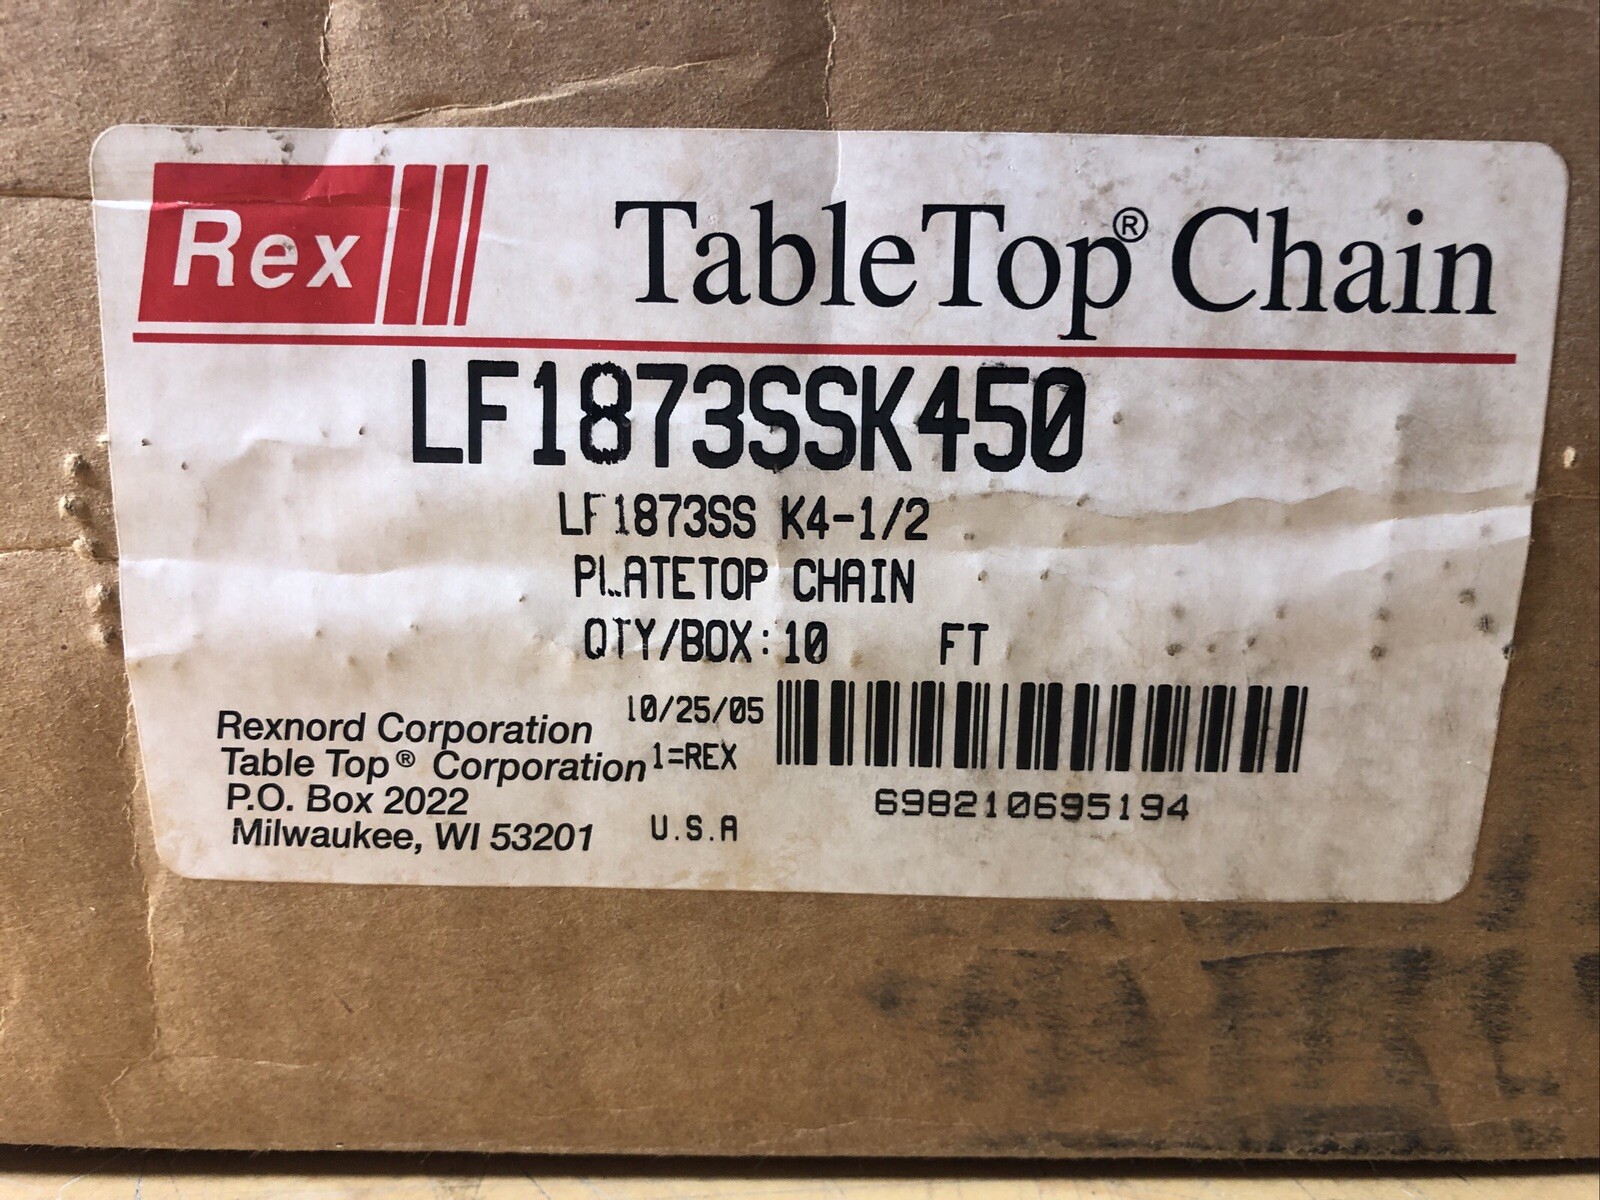 Rex
TableTop® Chain
LF1873SSK450
LF1873SS K4-1/2
PLATETOP CHAIN
QTY/BOX: 10 FT
Rexnord Corporation
Table Top® Corporation
P.O. Box 2022
Milwaukee, WI 53201
10/25/05
1=REX
U.S.A
698210695194